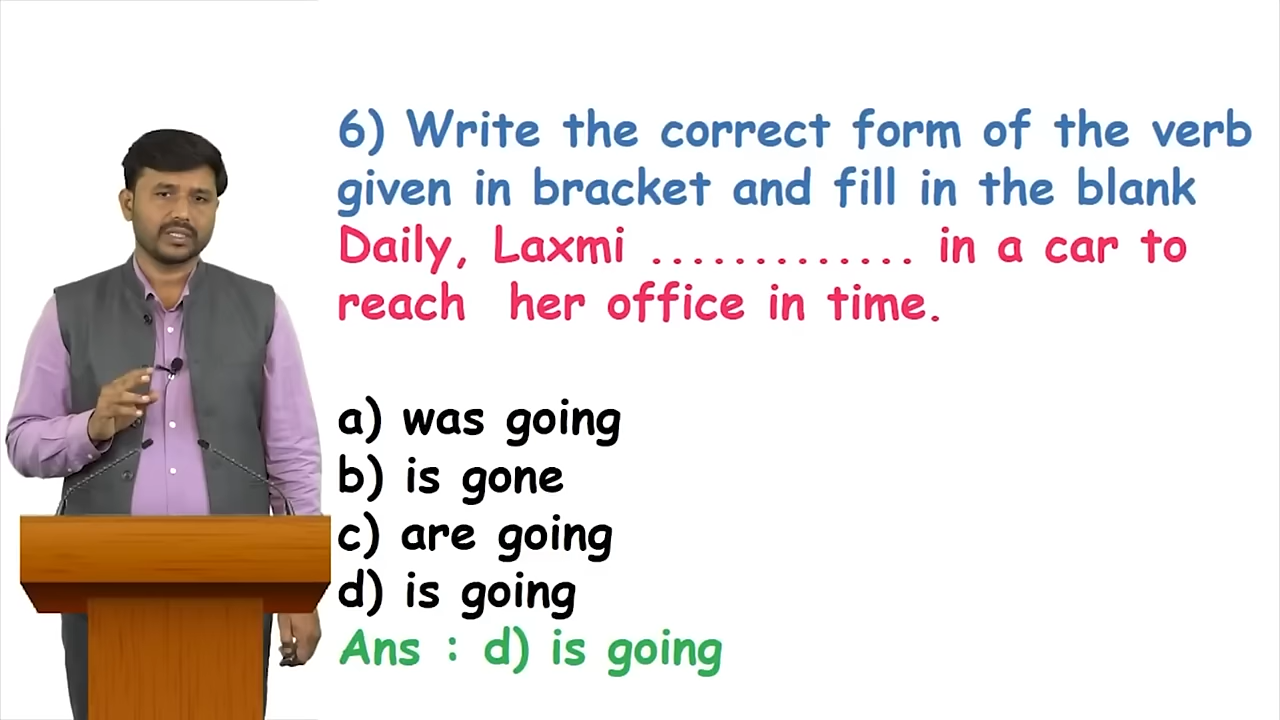 6) Write the correct form of the verb
given in bracket and fill in the blank
Daily, Laxmi ............. in a car to
reach her office in time.
a) was going
b) is gone
c) are going
d) is going
Ans : d) is going